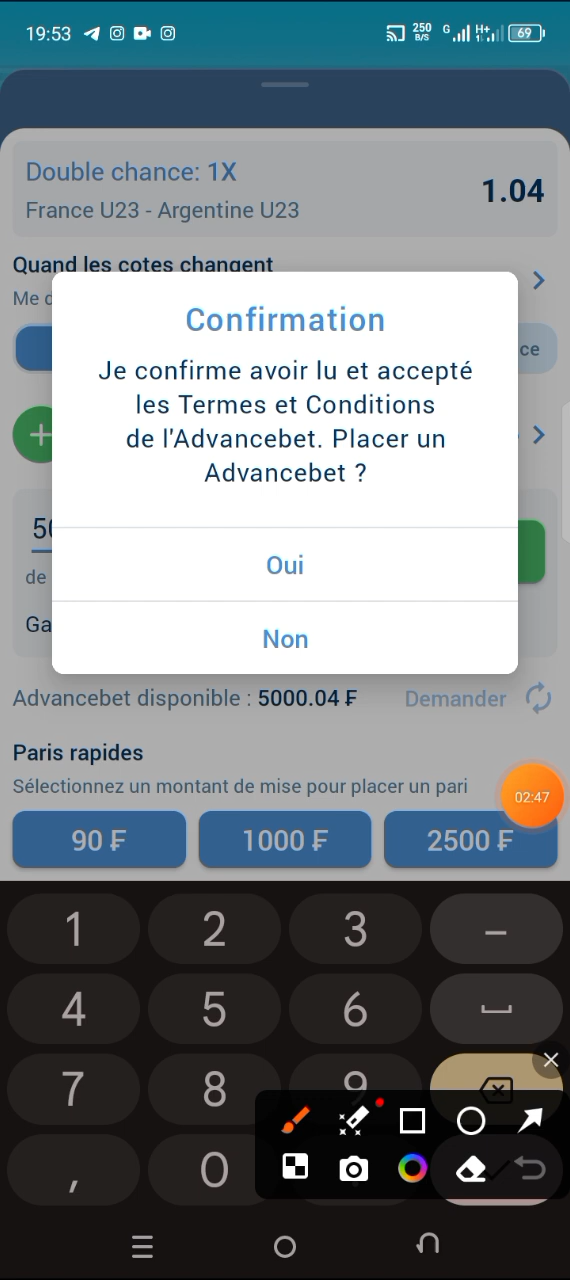 19:53 250 B/S G H+ 69
Double chance: 1X
1.04
France U23 - Argentine U23
Quand les cotes changent
Me d
ce
Confirmation
Je confirme avoir lu et accepté
les Termes et Conditions
de l'Advancebet. Placer un
Advancebet ?
+
50
de
Ga
Oui
Non
Advancebet disponible : 5000.04 ₣ Demander
Paris rapides
Sélectionnez un montant de mise pour placer un pari
02:47
90 ₣ 1000 ₣ 2500 ₣
1 2 3 –
4 5 6
7 8 9
, 0